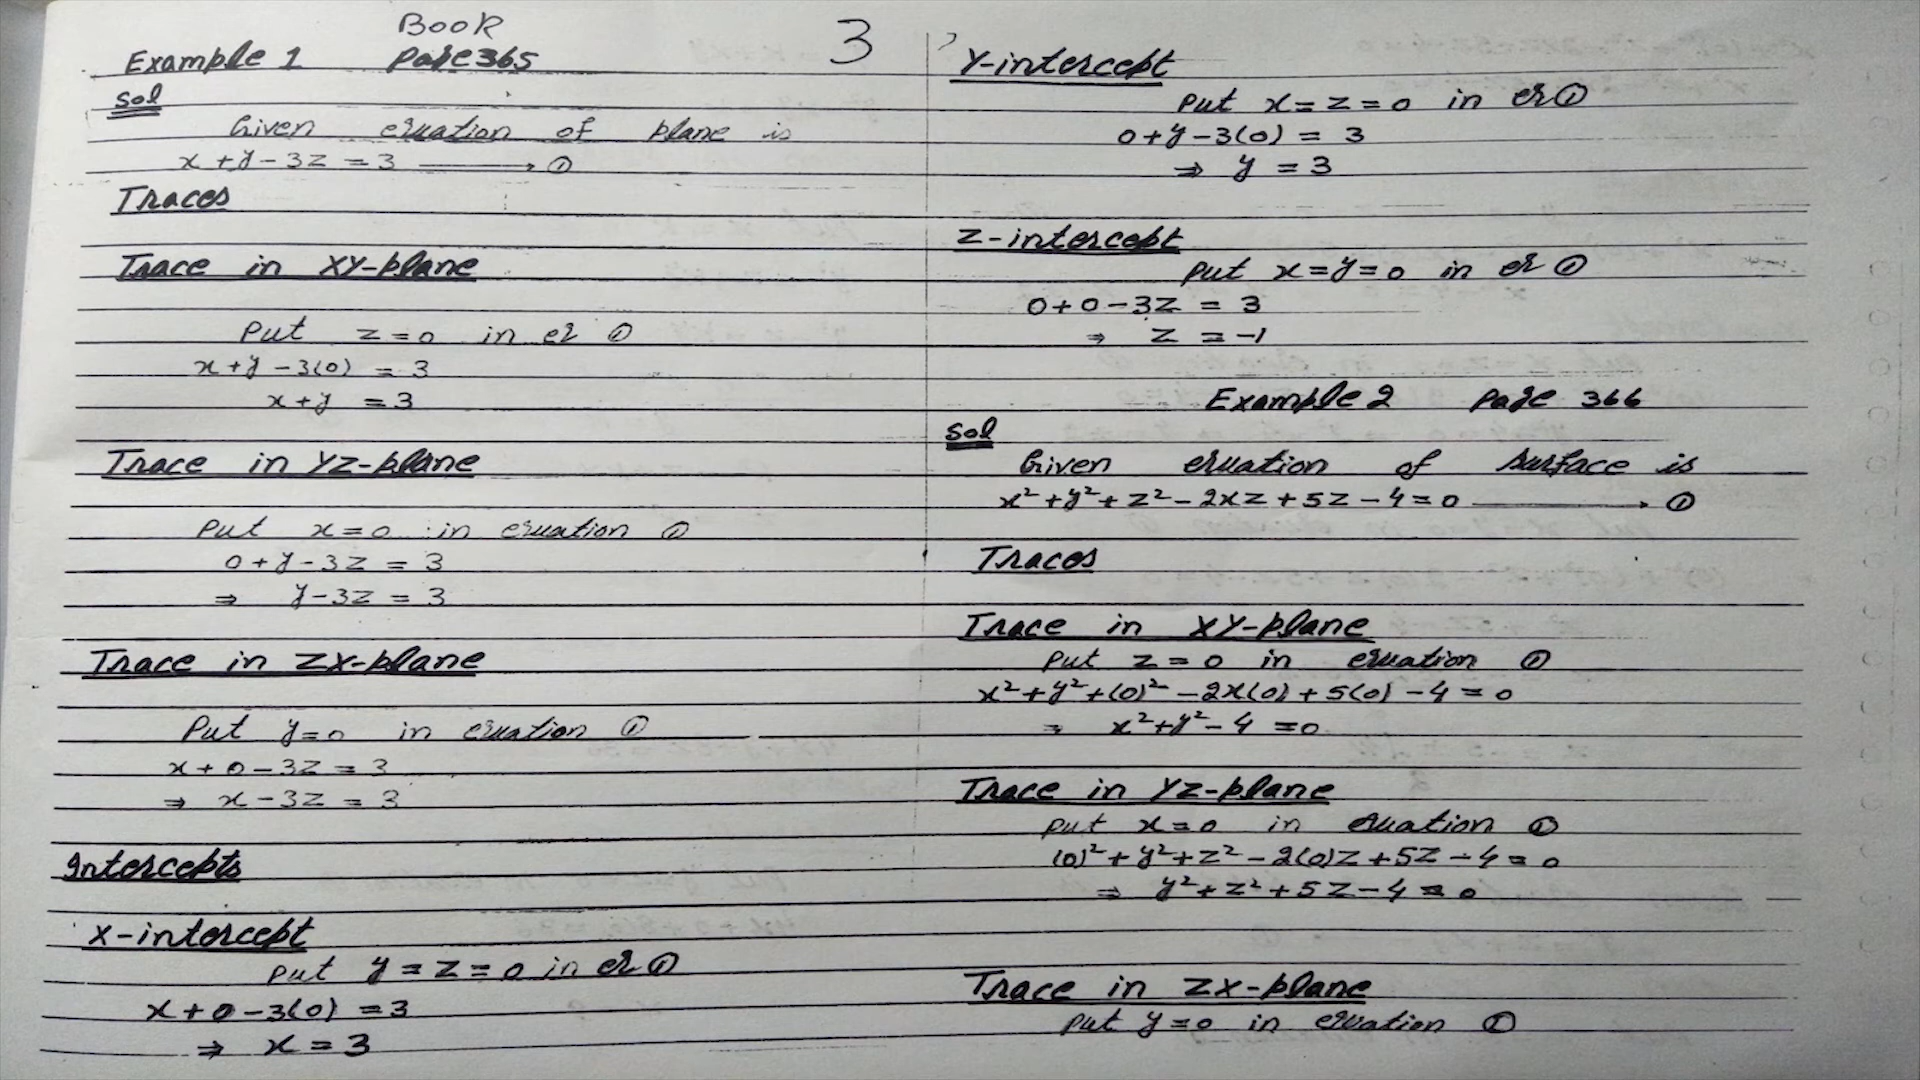 Book
Example 1 Page 365
3
Sol
Given equation of plane is
x+y-3z=3 ⟶ ①
Traces
Trace in XY-plane
Put z=0 in eq ①
x+y-3(0) = 3
x+y = 3
Trace in YZ-plane
Put x=0 in equation ①
0+y-3z = 3
⇒ y-3z = 3
Trace in ZX-plane
Put y=0 in equation ①
x+0-3z = 3
⇒ x-3z = 3
Intercepts
X-intercept
Put y=z=0 in eq ①
x+0-3(0) = 3
⇒ x = 3
Y-intercept
Put x=z=0 in eq ①
0+y-3(0) = 3
⇒ y = 3
Z-intercept
Put x=y=0 in eq ①
0+0-3z = 3
⇒ z = -1
Example 2 Page 366
Sol
Given equation of surface is
x²+y²+z²-2xz+5z-4=0 ⟶ ①
Traces
Trace in XY-plane
Put z=0 in equation ①
x²+y²+(0)²-2x(0)+5(0)-4=0
⇒ x²+y²-4=0
Trace in YZ-plane
Put x=0 in equation ①
(0)²+y²+z²-2(0)z+5z-4=0
⇒ y²+z²+5z-4=0
Trace in ZX-plane
Put y=0 in equation ①